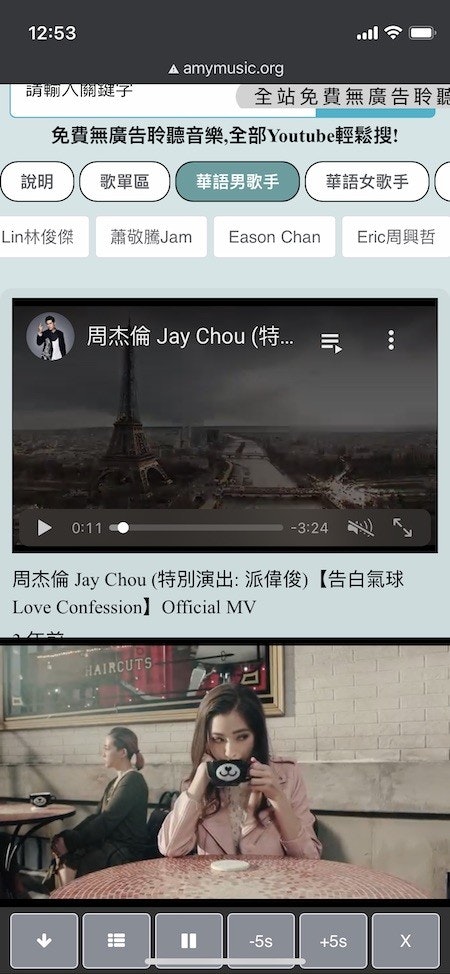 12:53
amymusic.org
請輸入關鍵字
全站免費無廣告聆聽
免費無廣告聆聽音樂,全部Youtube輕鬆搜!
說明 歌單區 華語男歌手 華語女歌手
Lin林俊傑 蕭敬騰Jam Eason Chan Eric周興哲
周杰倫 Jay Chou (特...
0:11 -3:24
周杰倫 Jay Chou (特別演出: 派偉俊)【告白氣球
Love Confession】Official MV
3 年前
HAIRCUTS
-5s +5s X